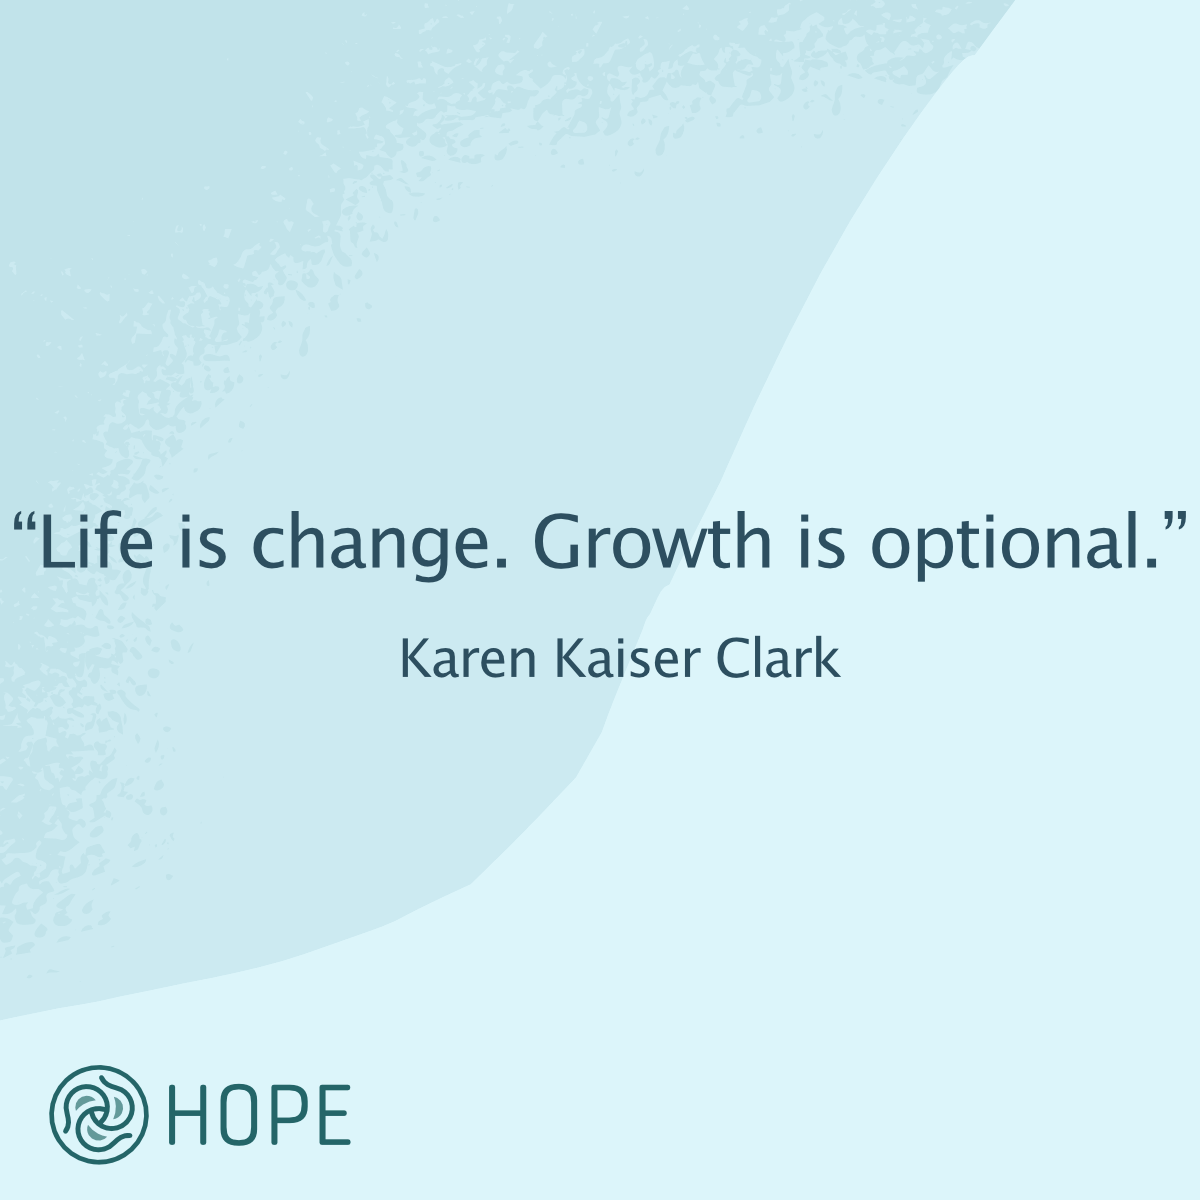 “Life is change. Growth is optional.”
Karen Kaiser Clark
HOPE